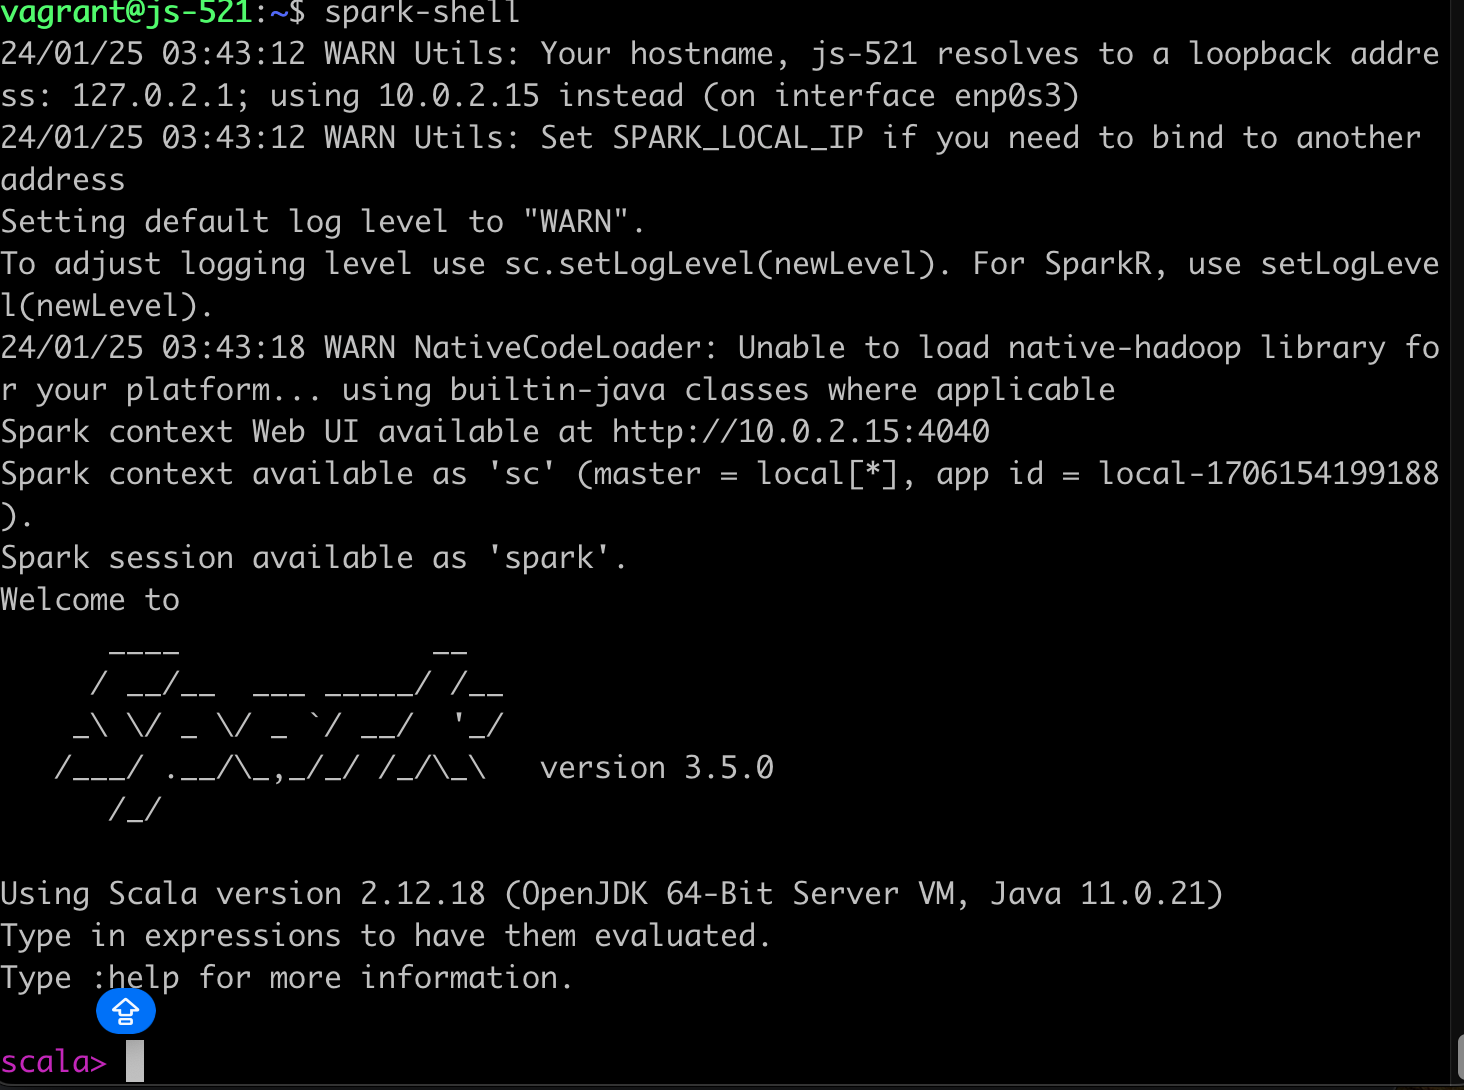 vagrant@js-521:~$ spark-shell
24/01/25 03:43:12 WARN Utils: Your hostname, js-521 resolves to a loopback addre
ss: 127.0.2.1; using 10.0.2.15 instead (on interface enp0s3)
24/01/25 03:43:12 WARN Utils: Set SPARK_LOCAL_IP if you need to bind to another
address
Setting default log level to "WARN".
To adjust logging level use sc.setLogLevel(newLevel). For SparkR, use setLogLeve
l(newLevel).
24/01/25 03:43:18 WARN NativeCodeLoader: Unable to load native-hadoop library fo
r your platform... using builtin-java classes where applicable
Spark context Web UI available at http://10.0.2.15:4040
Spark context available as 'sc' (master = local[*], app id = local-1706154199188
).
Spark session available as 'spark'.
Welcome to
      ____              __
     / __/__  ___ _____/ /__
    _\ \/ _ \/ _ `/ __/  '_/
   /___/ .__/\_,_/_/ /_/\_\   version 3.5.0
      /_/
Using Scala version 2.12.18 (OpenJDK 64-Bit Server VM, Java 11.0.21)
Type in expressions to have them evaluated.
Type :help for more information.
scala>